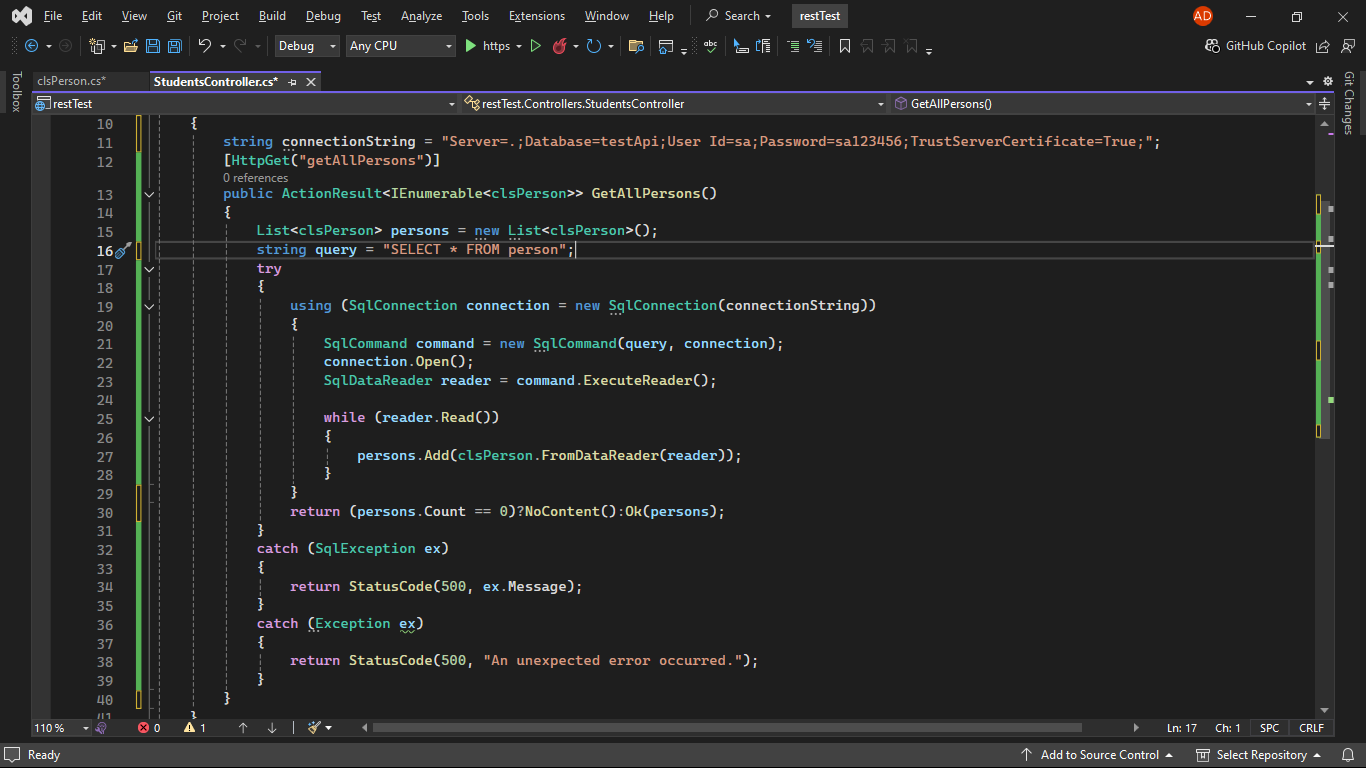 File Edit View Git Project Build Debug Test Analyze Tools Extensions Window Help Search restTest AD
Debug Any CPU https GitHub Copilot
Toolbox
clsPerson.cs* StudentsController.cs*
Git Changes
restTest restTest.Controllers.StudentsController GetAllPersons()
10 {
11 string connectionString = "Server=.;Database=testApi;User Id=sa;Password=sa123456;TrustServerCertificate=True;";
12 [HttpGet("getAllPersons")]
0 references
13 public ActionResult<IEnumerable<clsPerson>> GetAllPersons()
14 {
15 List<clsPerson> persons = new List<clsPerson>();
16 string query = "SELECT * FROM person";
17 try
18 {
19 using (SqlConnection connection = new SqlConnection(connectionString))
20 {
21 SqlCommand command = new SqlCommand(query, connection);
22 connection.Open();
23 SqlDataReader reader = command.ExecuteReader();
24
25 while (reader.Read())
26 {
27 persons.Add(clsPerson.FromDataReader(reader));
28 }
29 }
30 return (persons.Count == 0)?NoContent():Ok(persons);
31 }
32 catch (SqlException ex)
33 {
34 return StatusCode(500, ex.Message);
35 }
36 catch (Exception ex)
37 {
38 return StatusCode(500, "An unexpected error occurred.");
39 }
40 }
41 }
110 % 0 1 Ln: 17 Ch: 1 SPC CRLF
Ready Add to Source Control Select Repository